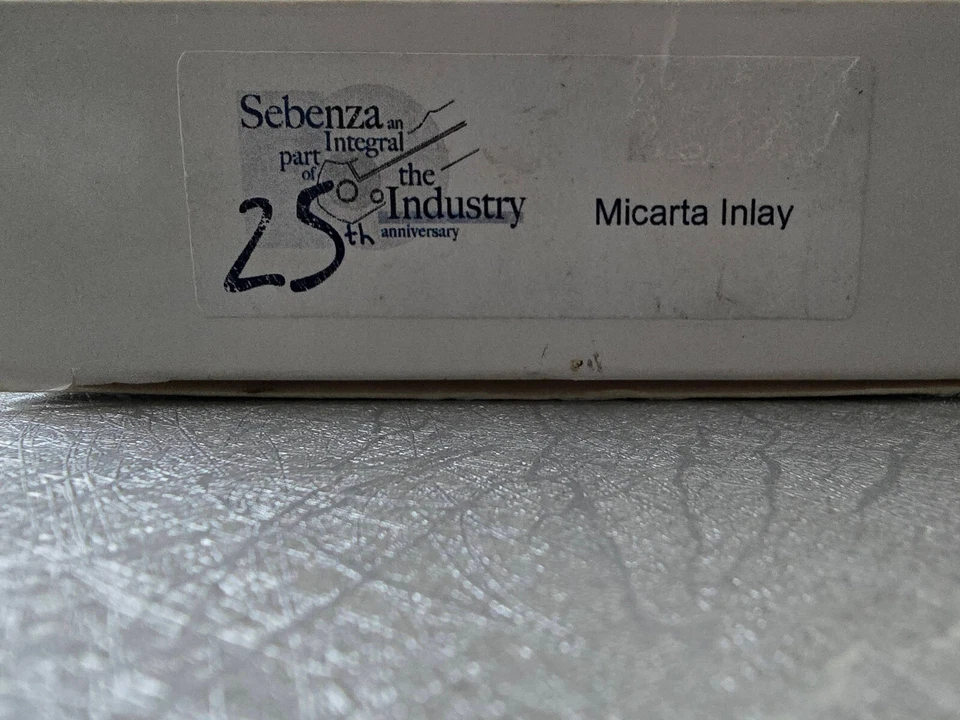 Sebenza an
Integral
part
of
the
Industry
25th anniversary
Micarta Inlay